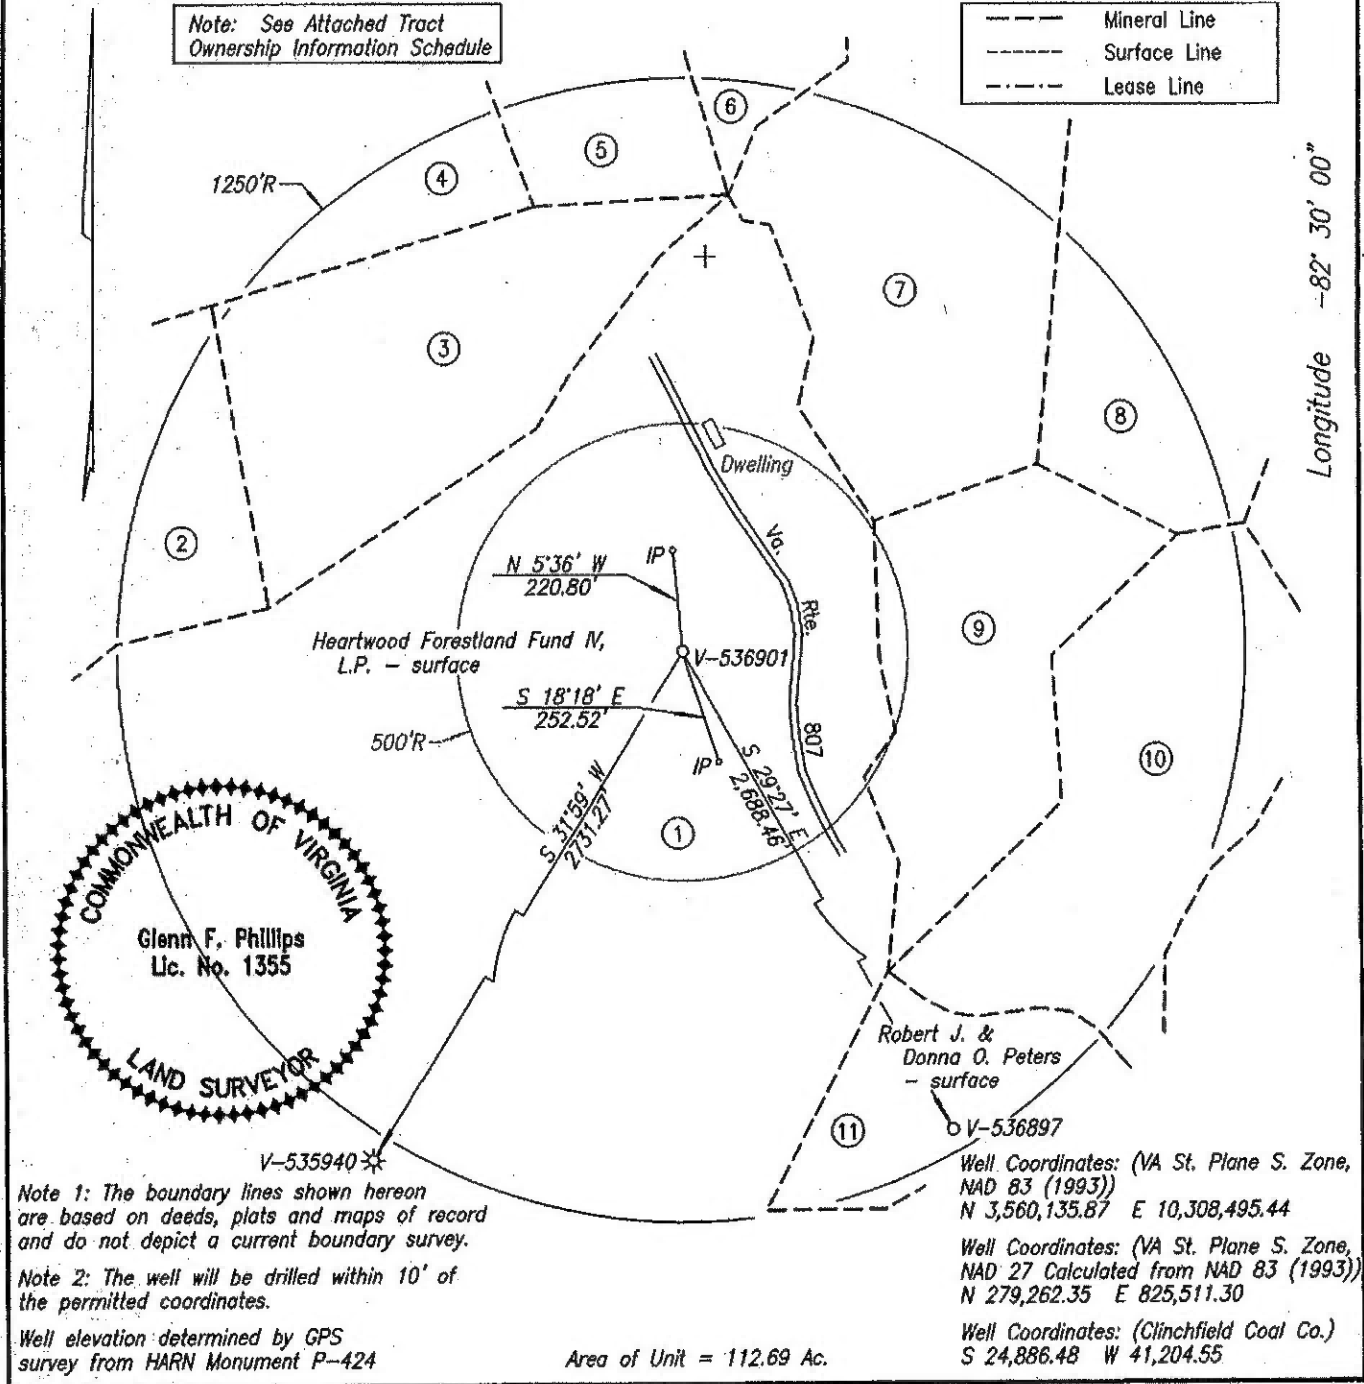 Note: See Attached Tract
Ownership Information Schedule
Mineral Line
Surface Line
Lease Line
Longitude -82° 30' 00"
1250'R
6
5
4
7
3
8
Dwelling
2
Va.
Rte.
807
IP
N 5°36' W
220.80'
9
Heartwood Forestland Fund IV,
L.P. - surface
V-536901
S 18°18' E
252.52'
500'R
IP
10
S 29°27' E
2,688.46'
S 31°59' W
2731.27'
1
COMMONWEALTH OF VIRGINIA
Glenn F. Phillips
Lic. No. 1355
LAND SURVEYOR
Robert J. &
Donna O. Peters
- surface
11
V-536897
V-535940
Note 1: The boundary lines shown hereon
are based on deeds, plats and maps of record
and do not depict a current boundary survey.
Note 2: The well will be drilled within 10' of
the permitted coordinates.
Well elevation determined by GPS
survey from HARN Monument P-424
Area of Unit = 112.69 Ac.
Well Coordinates: (VA St. Plane S. Zone,
NAD 83 (1993))
N 3,560,135.87 E 10,308,495.44
Well Coordinates: (VA St. Plane S. Zone,
NAD 27 Calculated from NAD 83 (1993))
N 279,262.35 E 825,511.30
Well Coordinates: (Clinchfield Coal Co.)
S 24,886.48 W 41,204.55